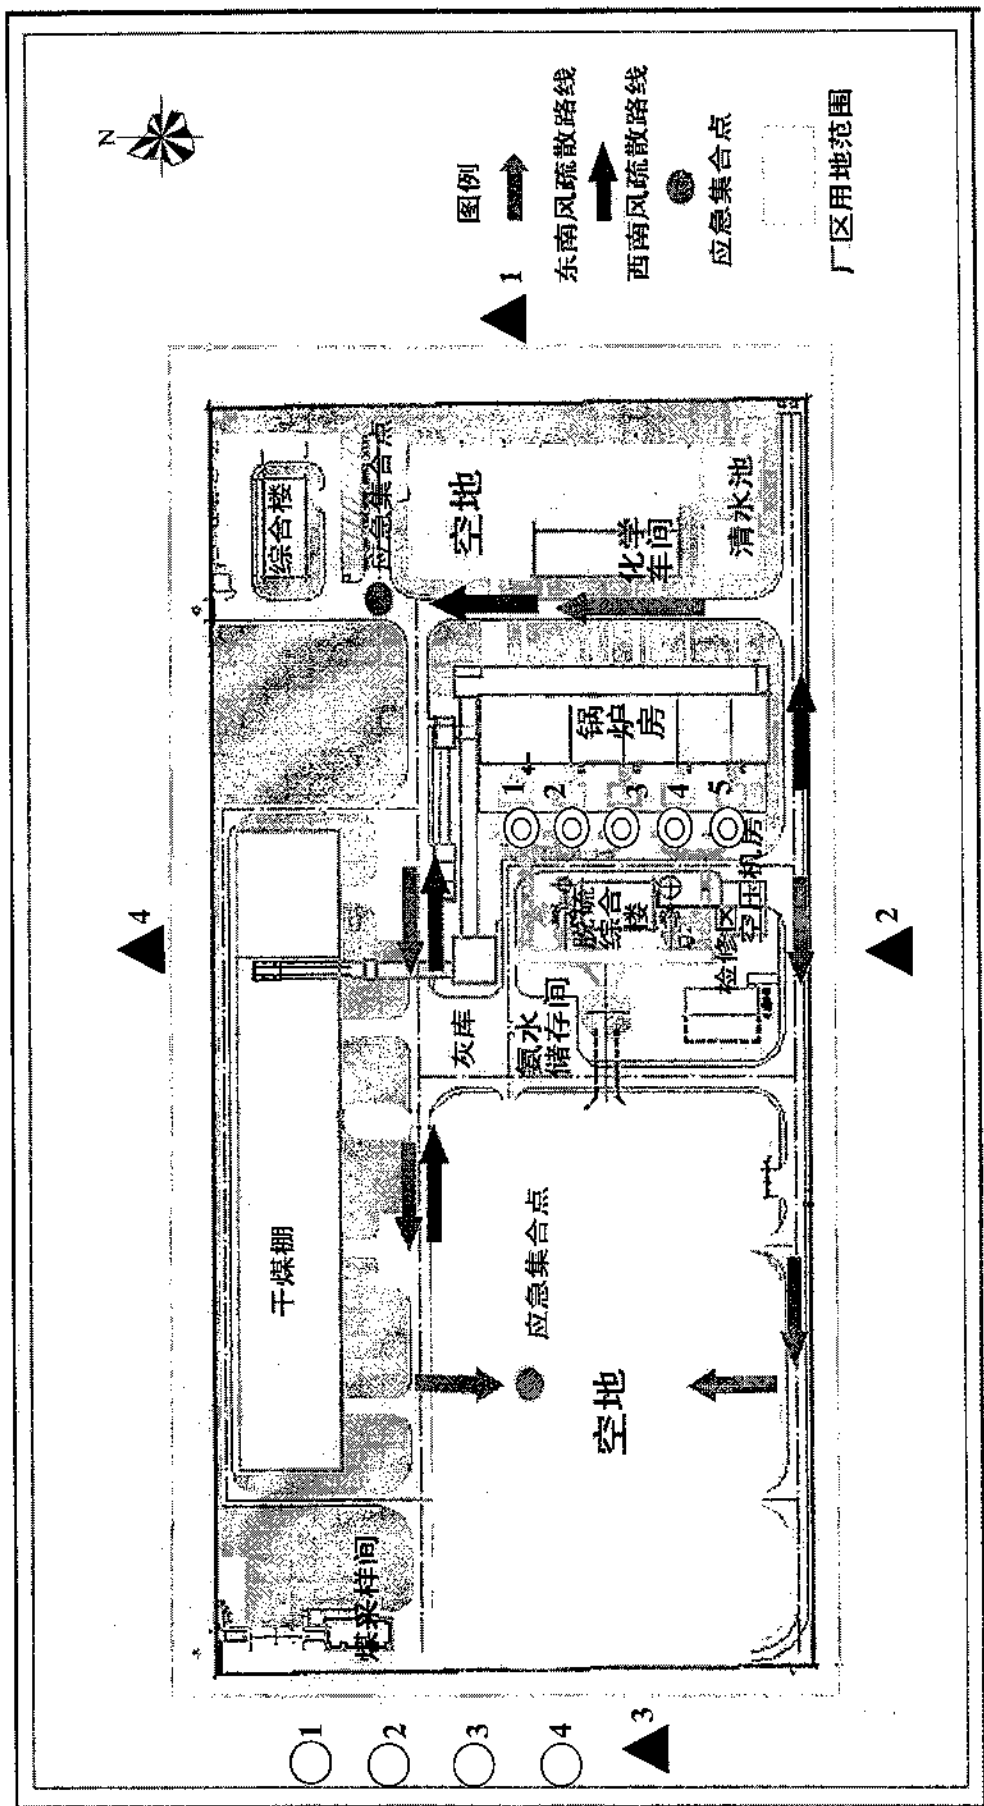 N
图例
东南风疏散路线
西南风疏散路线
应急集合点
厂区用地范围
1
4
2
3
综合楼
应急集合点
空地
化学
车间
清水池
锅
炉
房
1
2
3
4
5
脱硫
综合
楼
检修区
空压机房
灰库
氨水
储存间
干煤棚
应急集合点
空地
煤采样间
1
2
3
4